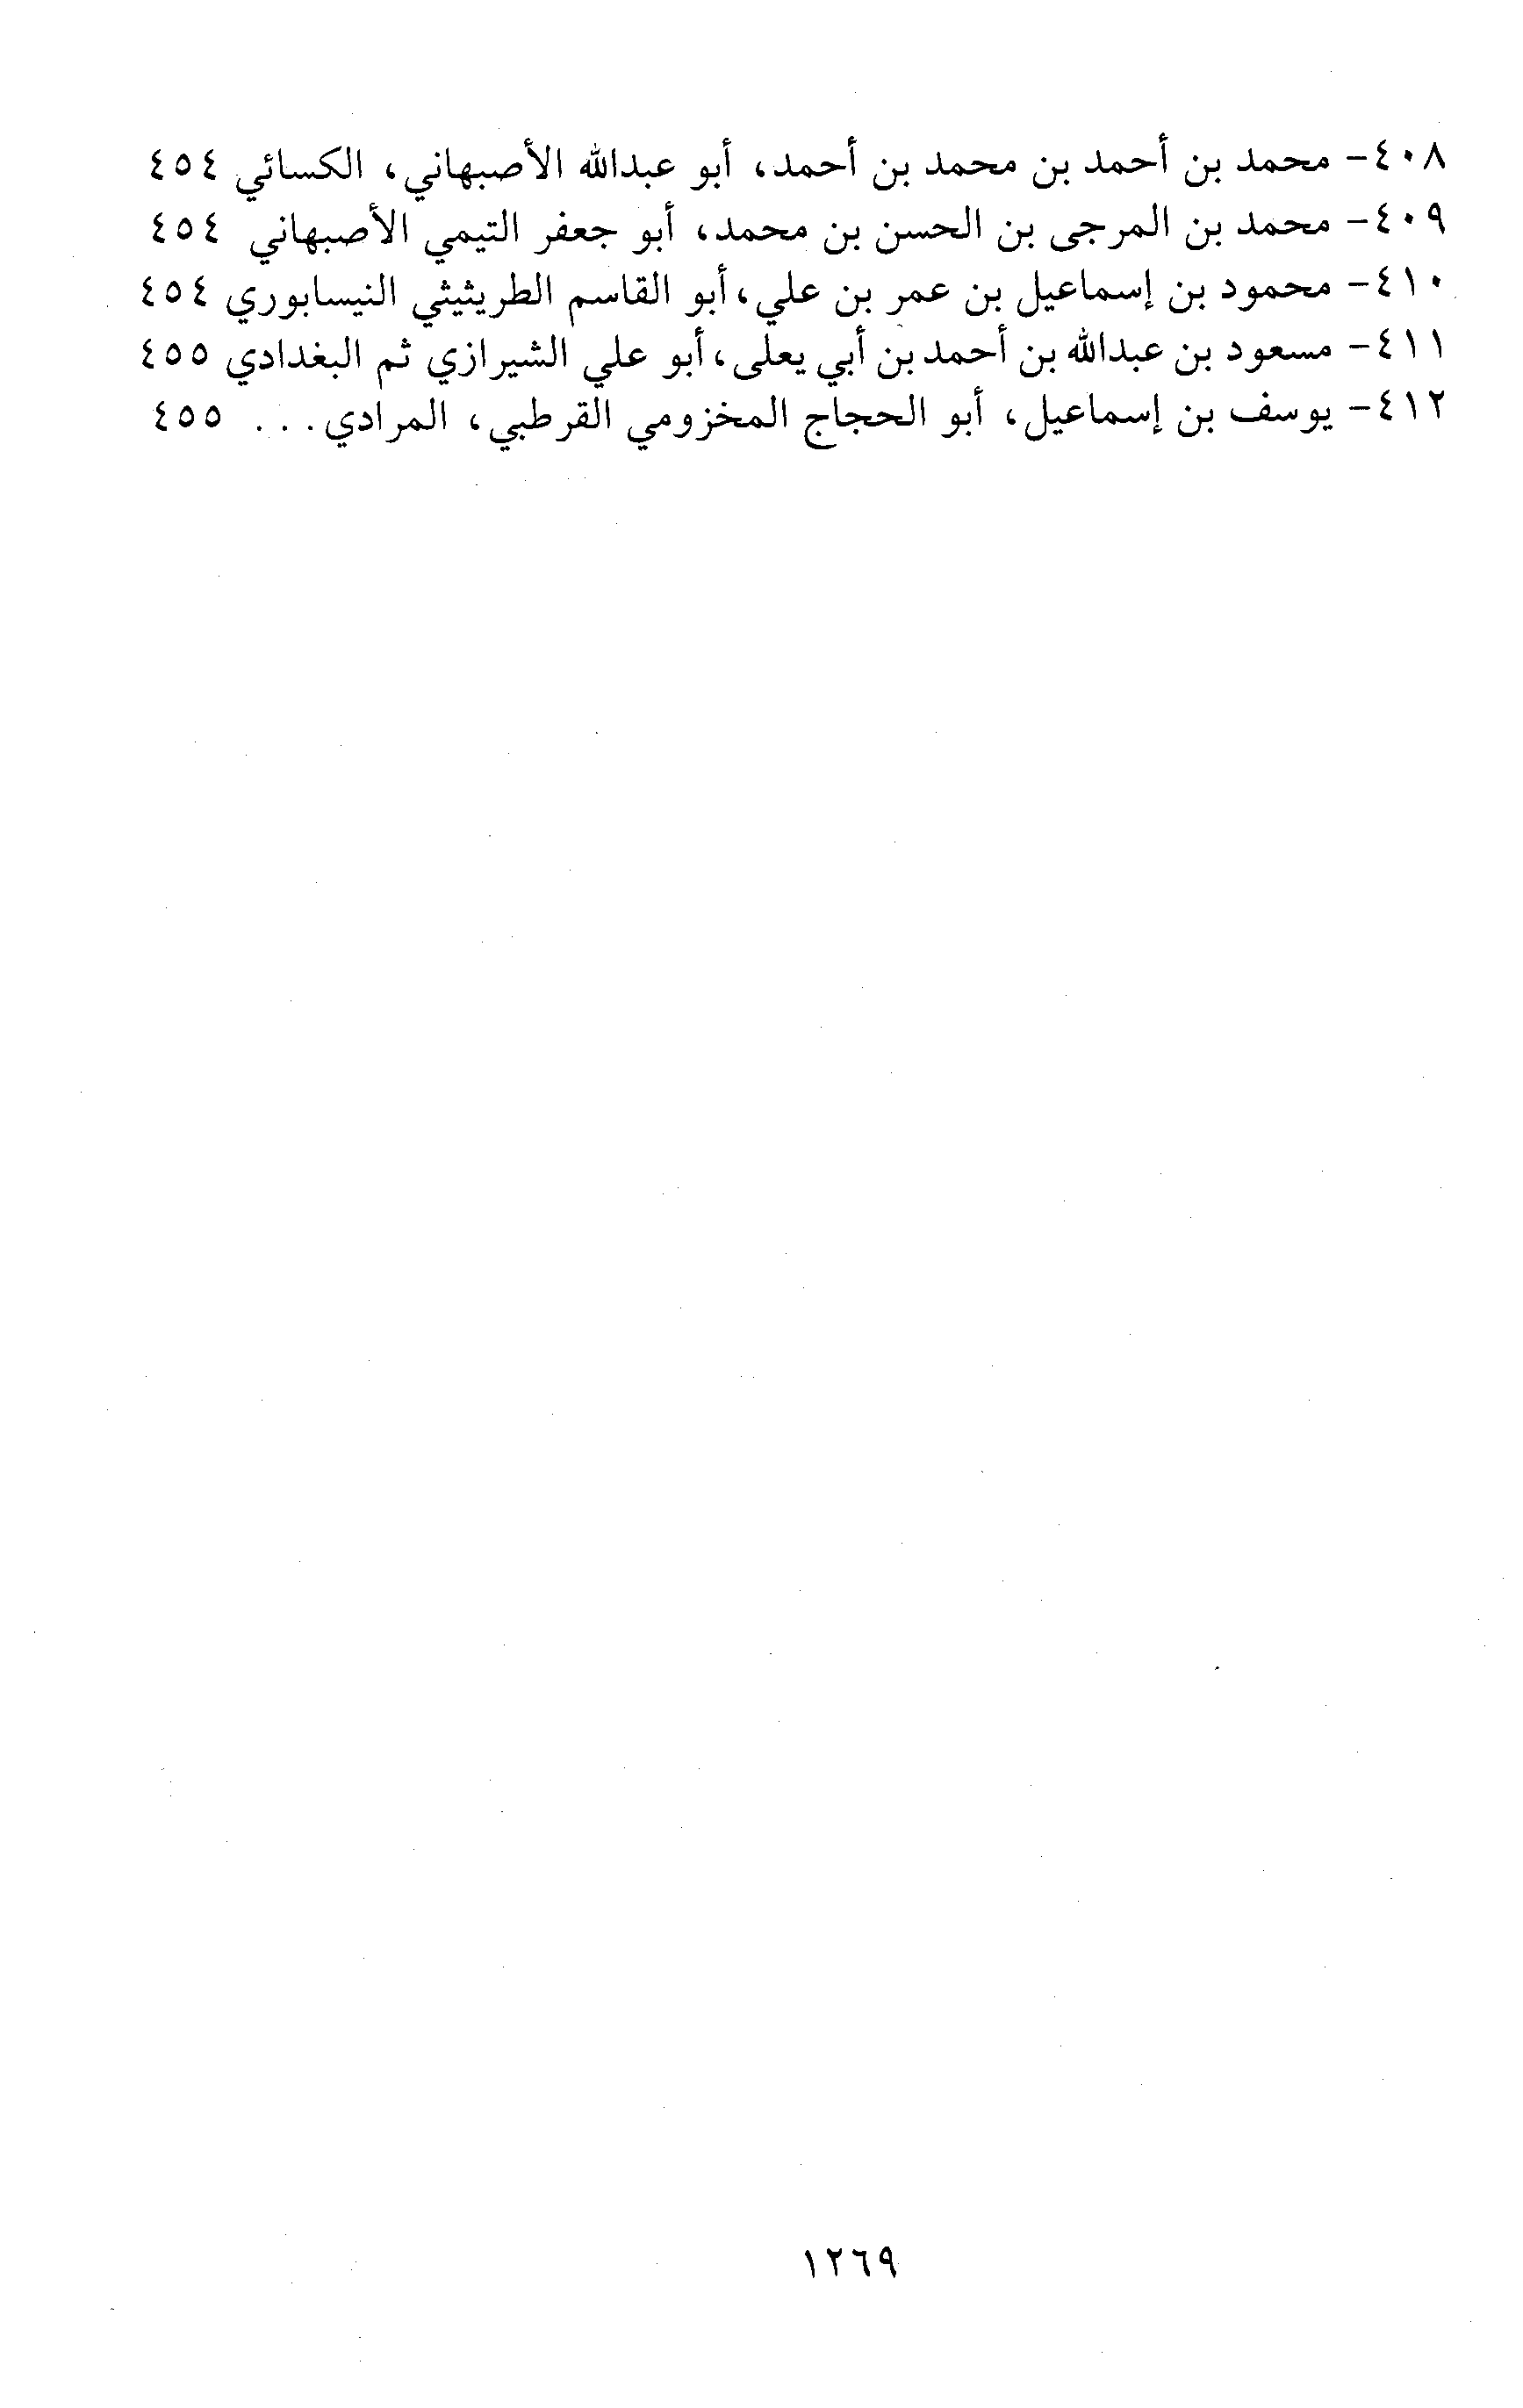 ٤٠٨- محمد بن أحمد بن محمد بن أحمد، أبو عبدالله الأصبهاني، الكسائي ٤٥٤
٤٠٩- محمد بن المرجى بن الحسن بن محمد، أبو جعفر التيمي الأصبهاني ٤٥٤
٤١٠- محمود بن إسماعيل بن عمر بن علي، أبو القاسم الطريثيثي النيسابوري ٤٥٤
٤١١- مسعود بن عبدالله بن أحمد بن أبي يعلى، أبو علي الشيرازي ثم البغدادي ٤٥٥
٤١٢- يوسف بن إسماعيل، أبو الحجاج المخزومي القرطبي، المرادي . . . ٤٥٥
١٢٦٩